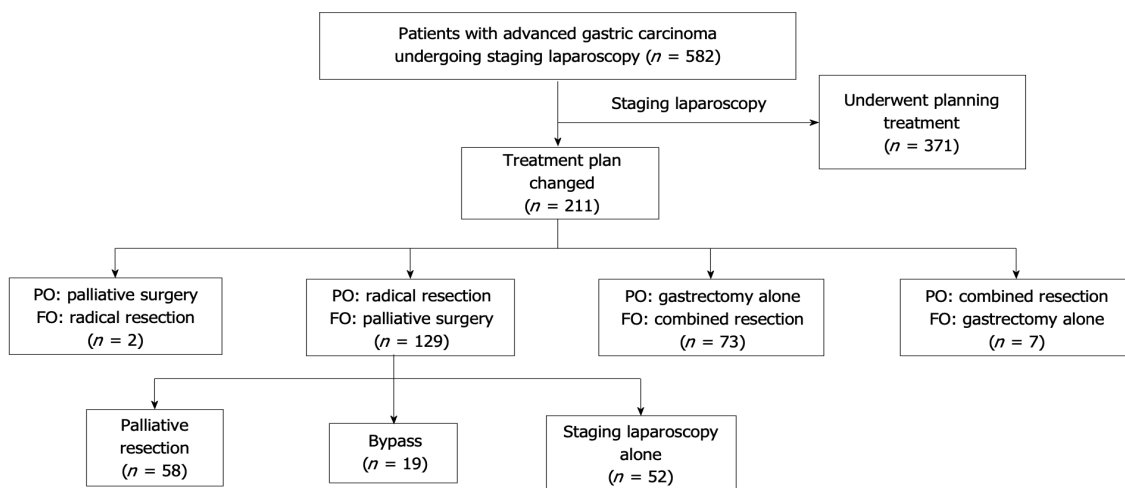 Patients with advanced gastric carcinoma
undergoing staging laparoscopy (n = 582)
Staging laparoscopy
Underwent planning
treatment
(n = 371)
Treatment plan
changed
(n = 211)
PO: palliative surgery
FO: radical resection
(n = 2)
PO: radical resection
FO: palliative surgery
(n = 129)
PO: gastrectomy alone
FO: combined resection
(n = 73)
PO: combined resection
FO: gastrectomy alone
(n = 7)
Palliative
resection
(n = 58)
Bypass
(n = 19)
Staging laparoscopy
alone
(n = 52)